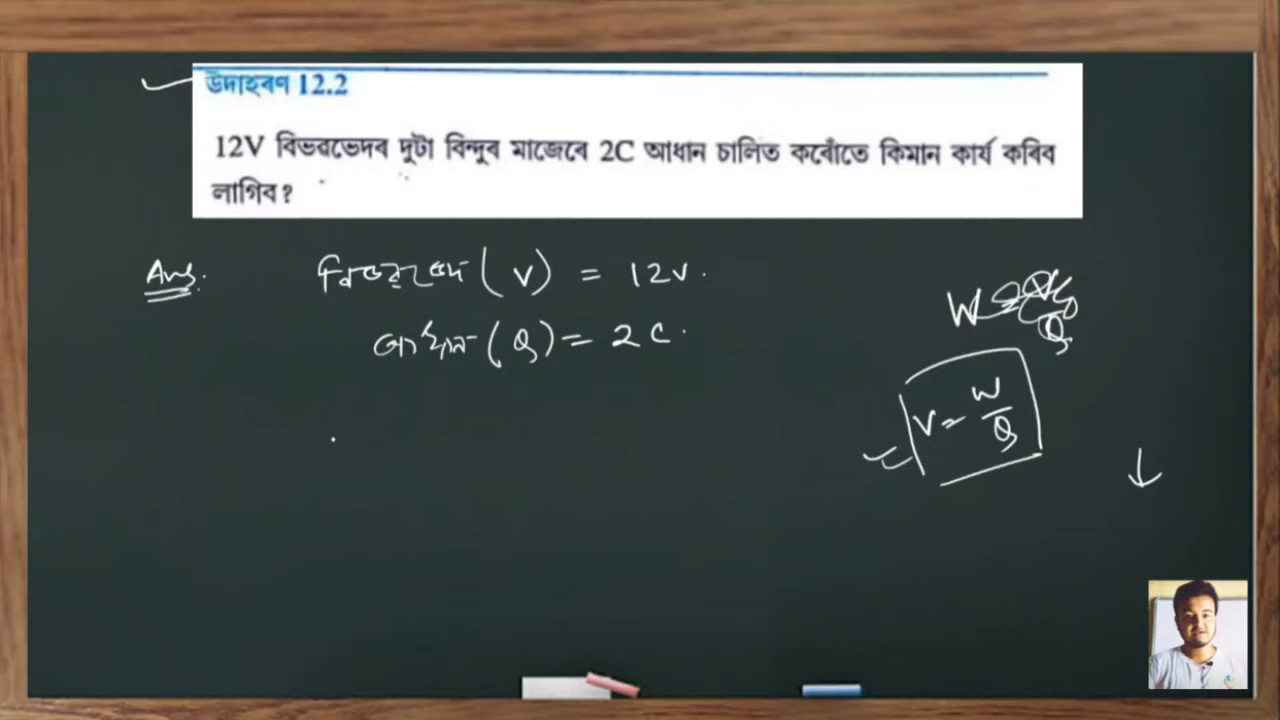 উদাহৰণ 12.2
12V বিভৱভেদৰ দুটা বিন্দুৰ মাজেৰে 2C আধান চালিত কৰোঁতে কিমান কাৰ্য কৰিব
লাগিব?
Ans.
বিভৱভেদ (V) = 12V.
আধান (Q) = 2C.
W =
V = W/Q